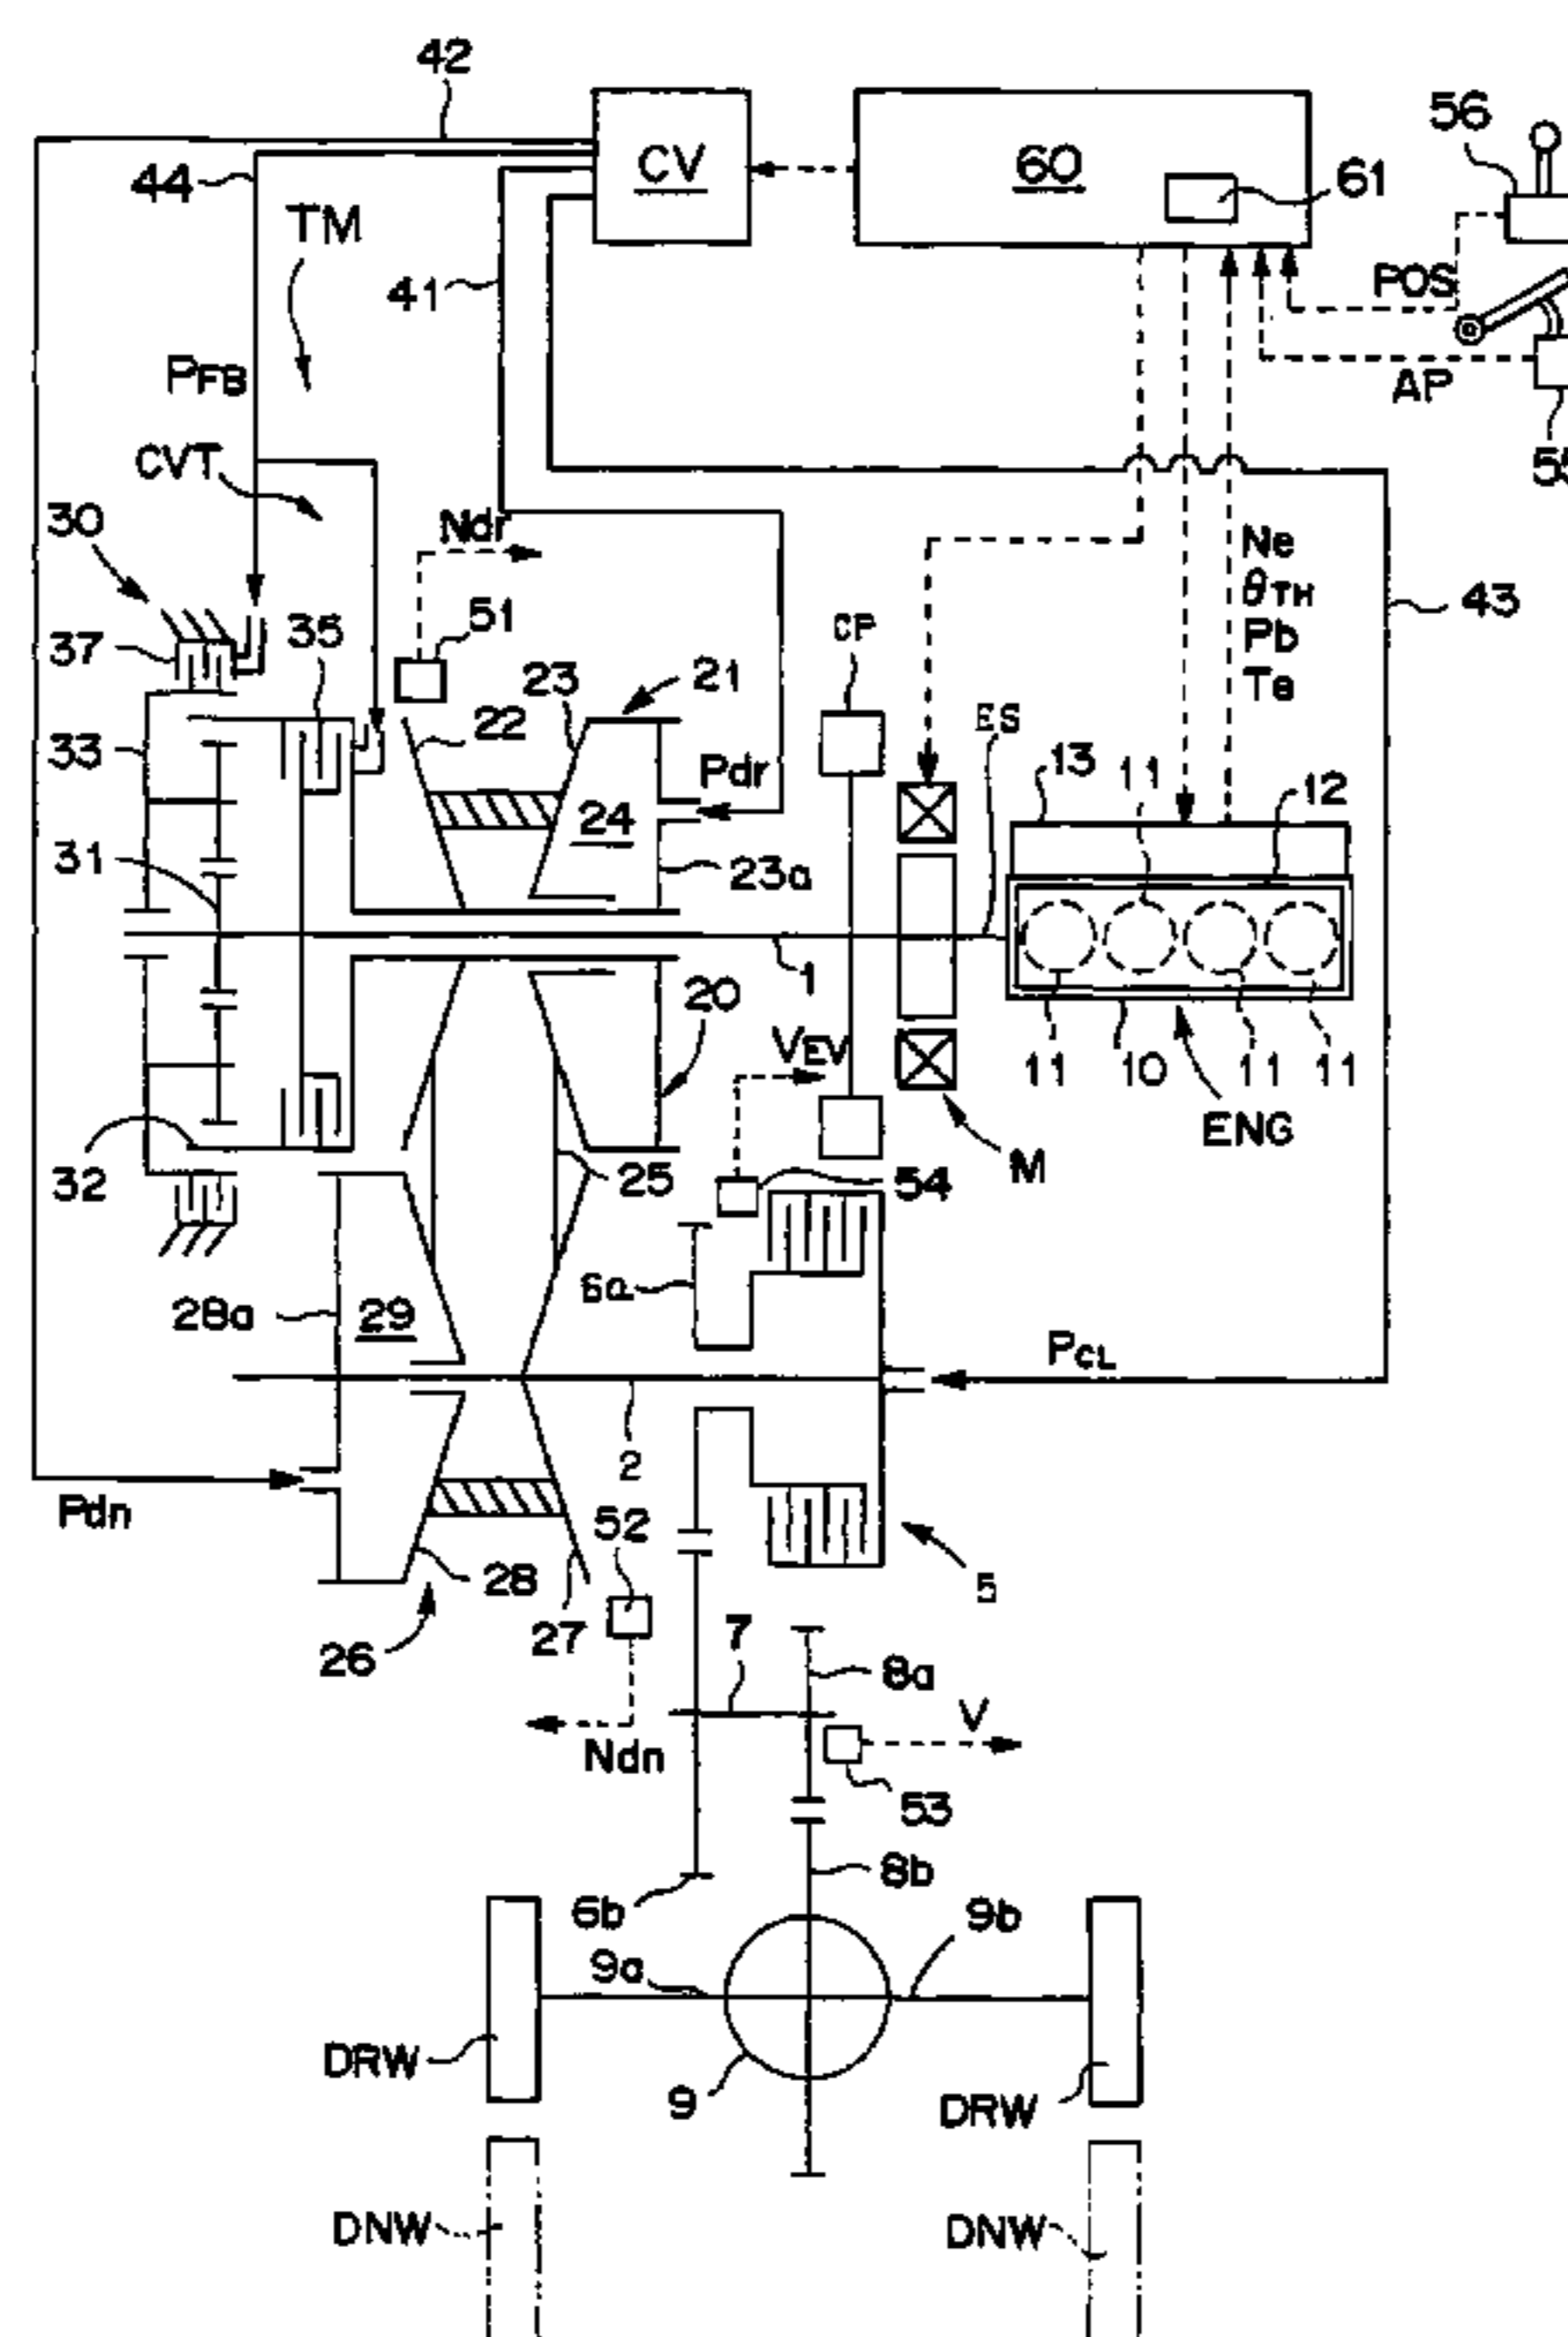 42
56
CV
60
61
44
TM
41
POS
PFB
AP
CVT
30
Ndr
Ne
θTH
Pb
Te
43
37
35
51
CP
23
21
22
ES
33
Pdr
13
11
12
24
31
23a
1
20
VEV
11
10
11
11
ENG
M
32
25
54
6a
28a
29
PCL
2
Pdn
52
28
5
27
26
7
8a
V
Ndn
53
8b
6b
9b
9a
DRW
9
DRW
DNW
DNW